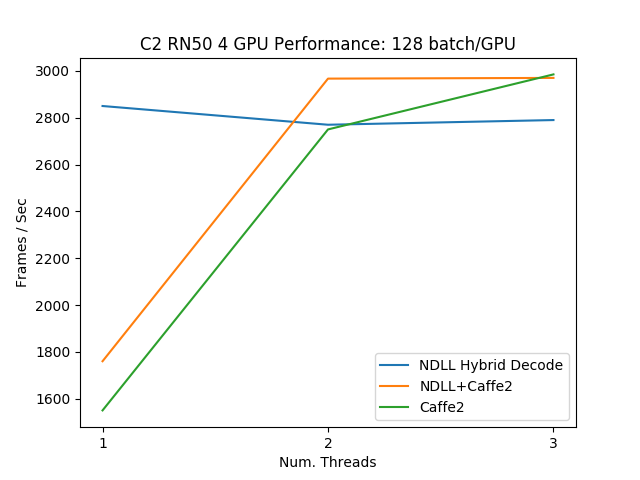 C2 RN50 4 GPU Performance: 128 batch/GPU
Frames / Sec
3000
2800
2600
2400
2200
2000
1800
1600
NDLL Hybrid Decode
NDLL+Caffe2
Caffe2
1 2 3
Num. Threads